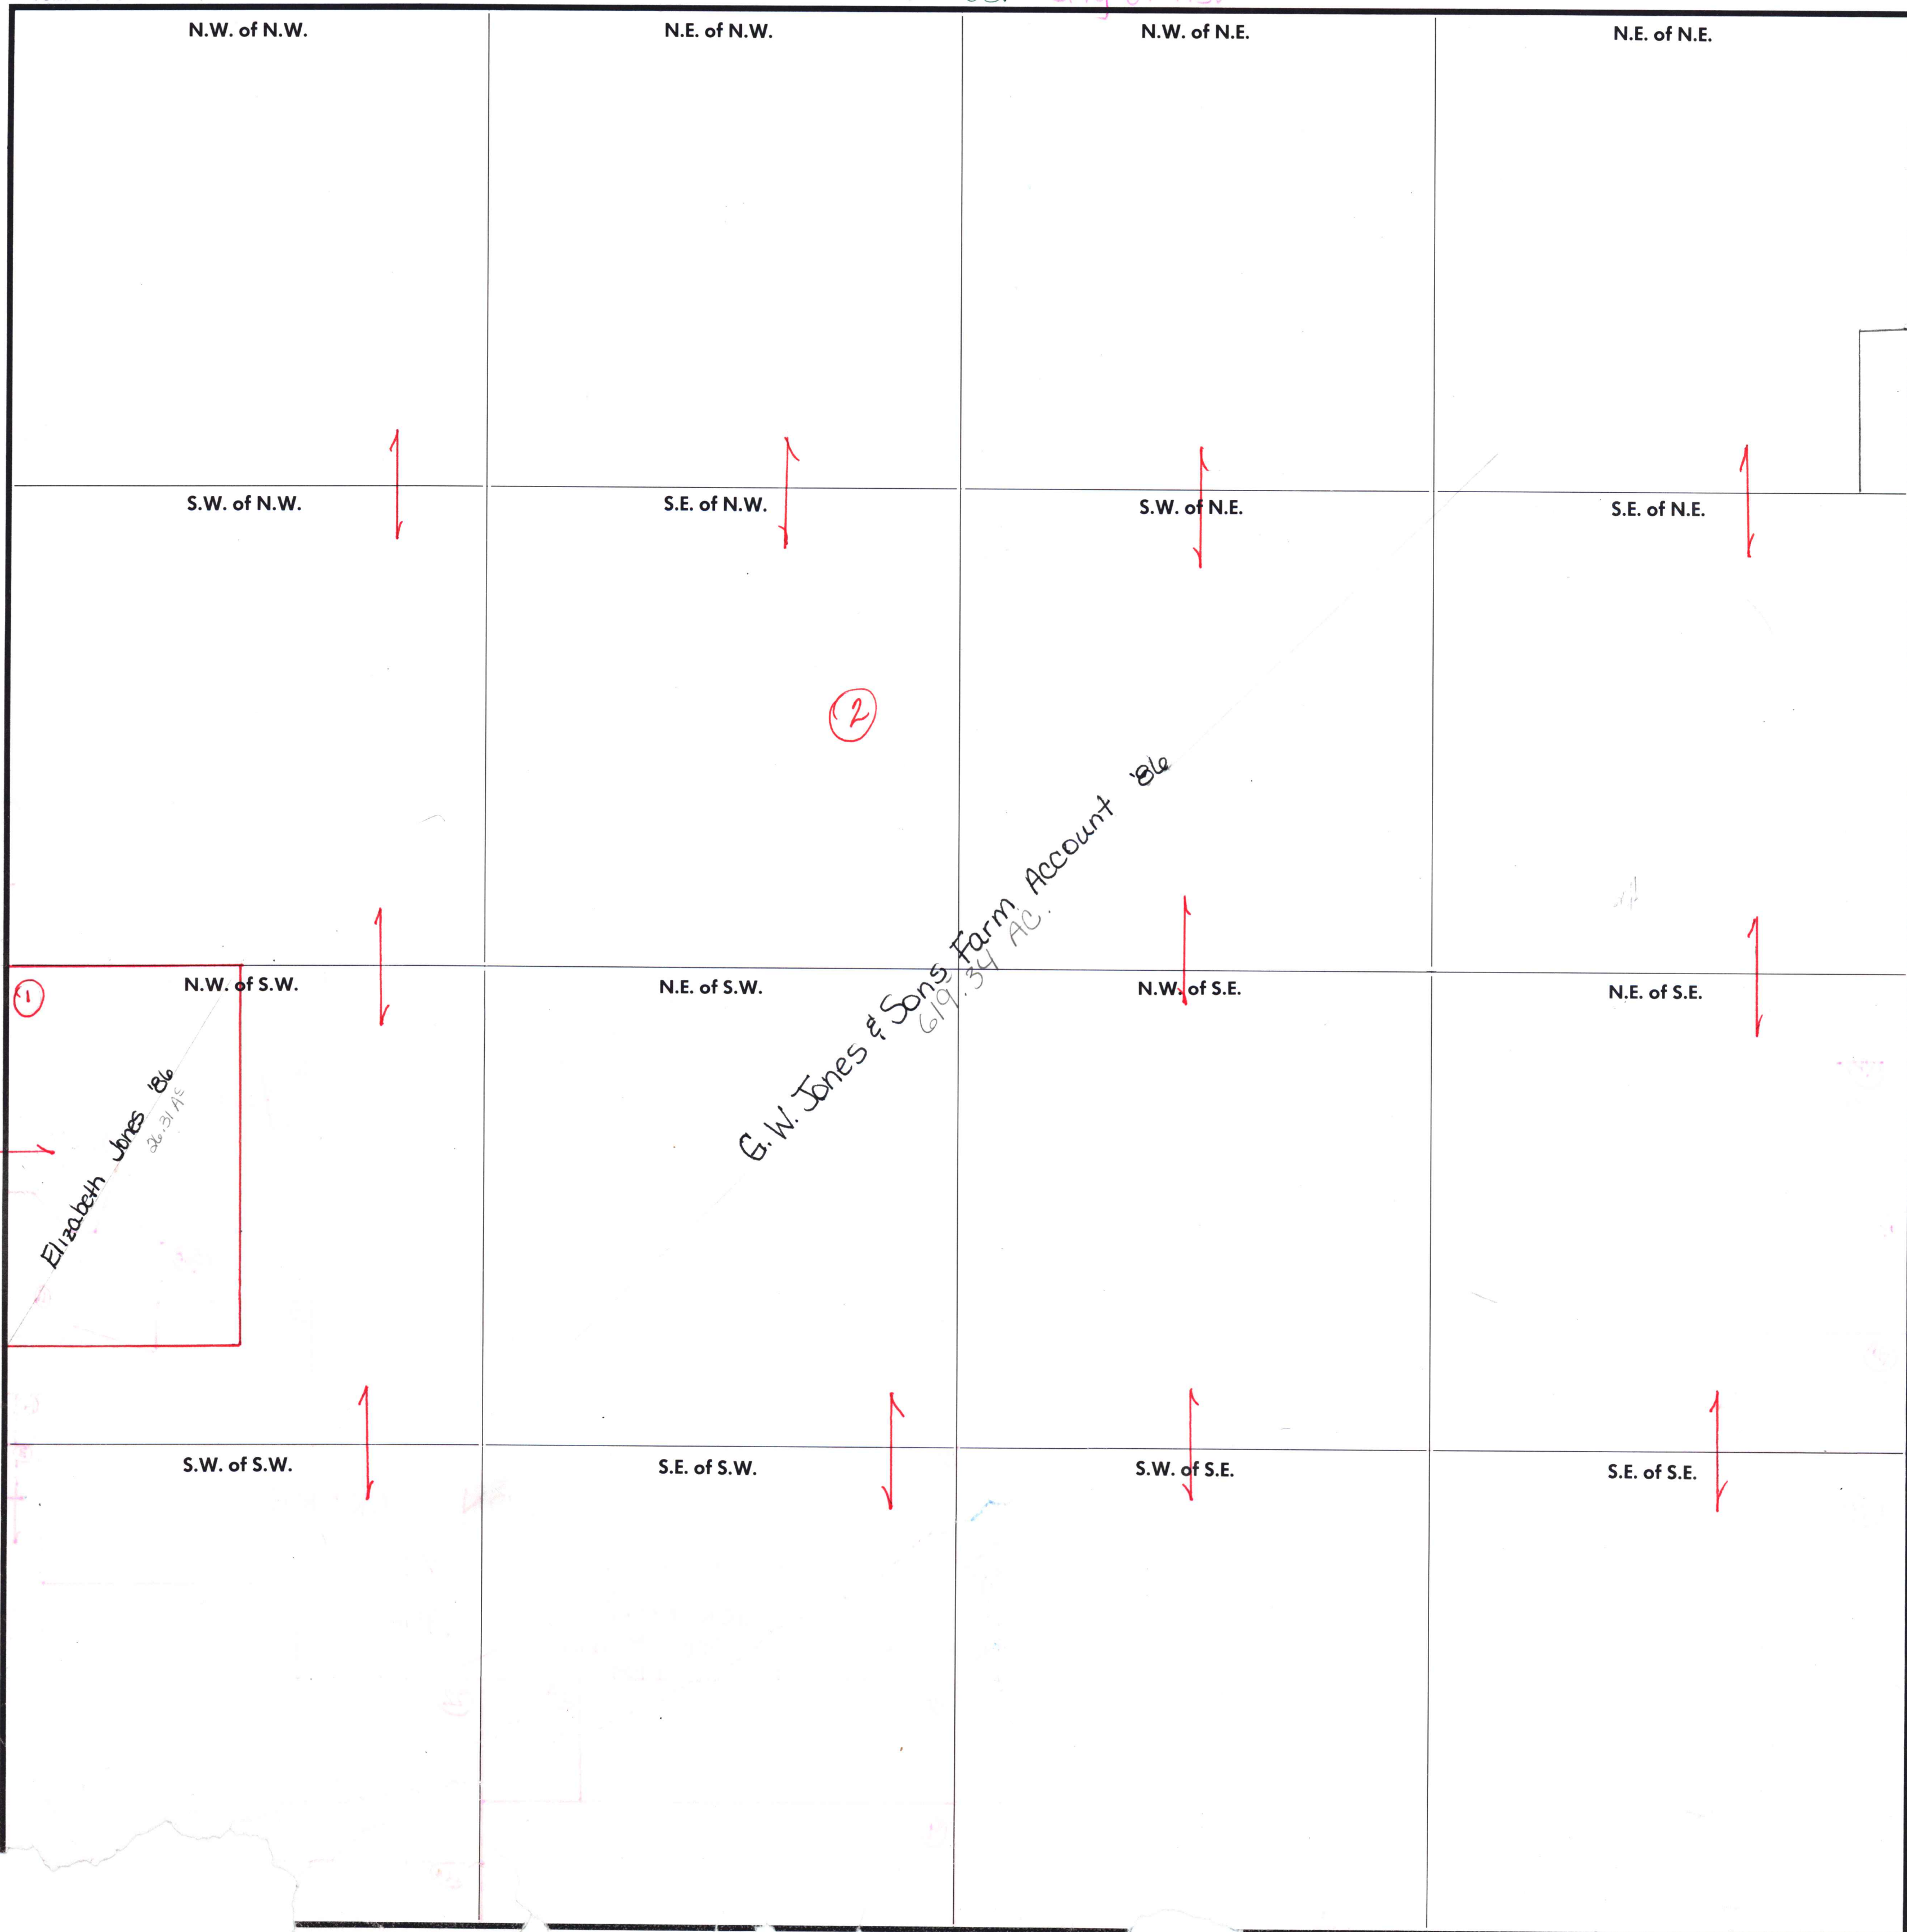 N.W. of N.W.
N.E. of N.W.
N.W. of N.E.
N.E. of N.E.
S.W. of N.W.
S.E. of N.W.
S.W. of N.E.
S.E. of N.E.
2
G.W. Jones & Sons Farm Account '86
619.34 AC.
N.W. of S.W.
N.E. of S.W.
N.W. of S.E.
N.E. of S.E.
1
Elizabeth Jones '86
26.31 AC
S.W. of S.W.
S.E. of S.W.
S.W. of S.E.
S.E. of S.E.